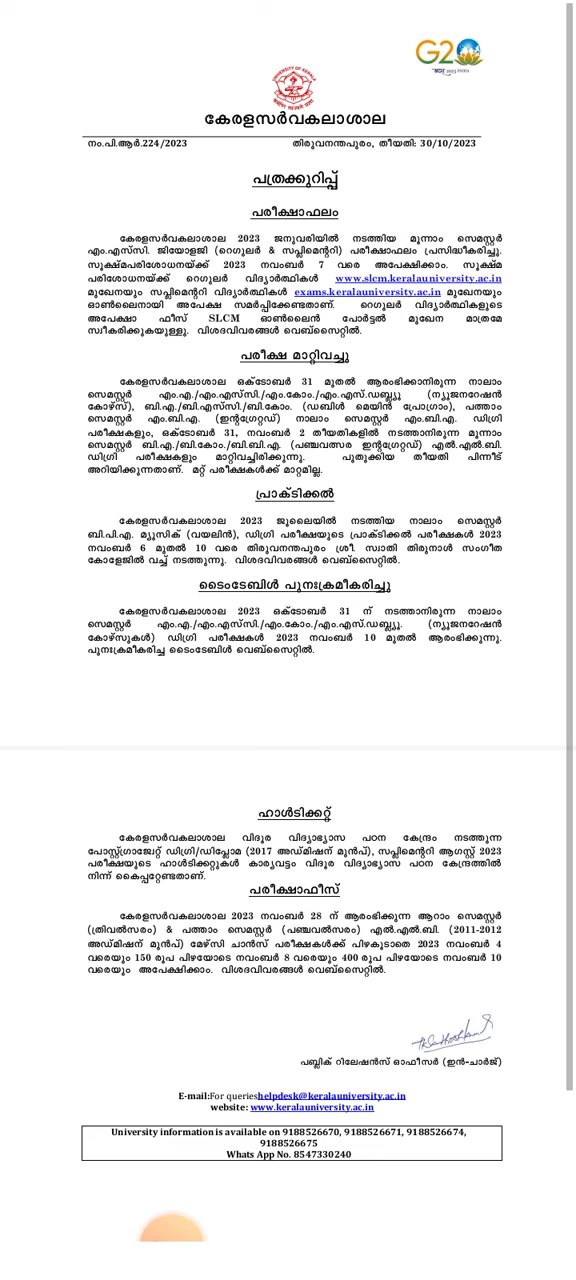 G20
UNIVERSITY OF KERALA
കേരളസർവകലാശാല
നം.പി.ആർ.224/2023 തിരുവനന്തപുരം, തീയതി: 30/10/2023
പത്രക്കുറിപ്പ്
പരീക്ഷാഫലം
കേരളസർവകലാശാല 2023 ജനുവരിയിൽ നടത്തിയ മൂന്നാം സെമസ്റ്റർ
എം.എസ്‌സി. ജിയോളജി (റെഗുലർ & സപ്ലിമെന്ററി) പരീക്ഷാഫലം പ്രസിദ്ധീകരിച്ചു.
സൂക്ഷ്മപരിശോധനയ്ക്ക് 2023 നവംബർ 7 വരെ അപേക്ഷിക്കാം. സൂക്ഷ്മ
പരിശോധനയ്ക്ക് റെഗുലർ വിദ്യാർത്ഥികൾ www.slcm.keralauniversity.ac.in
മുഖേനയും സപ്ലിമെന്ററി വിദ്യാർത്ഥികൾ exams.keralauniversity.ac.in മുഖേനയും
ഓൺലൈനായി അപേക്ഷ സമർപ്പിക്കേണ്ടതാണ്. റെഗുലർ വിദ്യാർത്ഥികളുടെ
അപേക്ഷാ ഫീസ് SLCM ഓൺലൈൻ പോർട്ടൽ മുഖേന മാത്രമേ
സ്വീകരിക്കുകയുള്ളു. വിശദവിവരങ്ങൾ വെബ്സൈറ്റിൽ.
പരീക്ഷ മാറ്റിവച്ചു
കേരളസർവകലാശാല ഒക്ടോബർ 31 മുതൽ ആരംഭിക്കാനിരുന്ന നാലാം
സെമസ്റ്റർ എം.എ./എം.എസ്‌സി./എം.കോം./എം.എസ്.ഡബ്ല്യൂ (ന്യൂജനറേഷൻ
കോഴ്സ്), ബി.എ./ബി.എസ്‌സി./ബി.കോം. (ഡബിൾ മെയിൻ പ്രോഗ്രാം), പത്താം
സെമസ്റ്റർ എം.ബി.എ. (ഇന്റഗ്രേറ്റഡ്) നാലാം സെമസ്റ്റർ എം.ബി.എ. ഡിഗ്രി
പരീക്ഷകളും, ഒക്ടോബർ 31, നവംബർ 2 തീയതികളിൽ നടത്താനിരുന്ന മൂന്നാം
സെമസ്റ്റർ ബി.എ./ബി.കോം./ബി.ബി.എ. (പഞ്ചവത്സര ഇന്റഗ്രേറ്റഡ്) എൽ.എൽ.ബി.
ഡിഗ്രി പരീക്ഷകളും മാറ്റിവച്ചിരിക്കുന്നു. പുതുക്കിയ തീയതി പിന്നീട്
അറിയിക്കുന്നതാണ്. മറ്റ് പരീക്ഷകൾക്ക് മാറ്റമില്ല.
പ്രാക്ടിക്കൽ
കേരളസർവകലാശാല 2023 ജൂലൈയിൽ നടത്തിയ നാലാം സെമസ്റ്റർ
ബി.പി.എ. മ്യൂസിക് (വയലിൻ), ഡിഗ്രി പരീക്ഷയുടെ പ്രാക്ടിക്കൽ പരീക്ഷകൾ 2023
നവംബർ 6 മുതൽ 10 വരെ തിരുവനന്തപുരം ശ്രീ. സ്വാതി തിരുനാൾ സംഗീത
കോളേജിൽ വച്ച് നടത്തുന്നു. വിശദവിവരങ്ങൾ വെബ്സൈറ്റിൽ.
ടൈംടേബിൾ പുനഃക്രമീകരിച്ചു
കേരളസർവകലാശാല 2023 ഒക്ടോബർ 31 ന് നടത്താനിരുന്ന നാലാം
സെമസ്റ്റർ എം.എ./എം.എസ്‌സി./എം.കോം./എം.എസ്.ഡബ്ല്യൂ. (ന്യൂജനറേഷൻ
കോഴ്സുകൾ) ഡിഗ്രി പരീക്ഷകൾ 2023 നവംബർ 10 മുതൽ ആരംഭിക്കുന്നു.
പുനഃക്രമീകരിച്ച ടൈംടേബിൾ വെബ്സൈറ്റിൽ.
ഹാൾടിക്കറ്റ്
കേരളസർവകലാശാല വിദൂര വിദ്യാഭ്യാസ പഠന കേന്ദ്രം നടത്തുന്ന
പോസ്റ്റ്ഗ്രാജേറ്റ് ഡിഗ്രി/ഡിപ്ലോമ (2017 അഡ്മിഷന് മുൻപ്), സപ്ലിമെന്ററി ആഗസ്റ്റ് 2023
പരീക്ഷയുടെ ഹാൾടിക്കറ്റുകൾ കാര്യവട്ടം വിദൂര വിദ്യാഭ്യാസ പഠന കേന്ദ്രത്തിൽ
നിന്ന് കൈപ്പറ്റേണ്ടതാണ്.
പരീക്ഷാഫീസ്
കേരളസർവകലാശാല 2023 നവംബർ 28 ന് ആരംഭിക്കുന്ന ആറാം സെമസ്റ്റർ
(ത്രിവൽസരം) & പത്താം സെമസ്റ്റർ (പഞ്ചവൽസരം) എൽ.എൽ.ബി. (2011-2012
അഡ്മിഷന് മുൻപ്) മേഴ്സി ചാൻസ് പരീക്ഷകൾക്ക് പിഴകൂടാതെ 2023 നവംബർ 4
വരെയും 150 രൂപ പിഴയോടെ നവംബർ 8 വരെയും 400 രൂപ പിഴയോടെ നവംബർ 10
വരെയും അപേക്ഷിക്കാം. വിശദവിവരങ്ങൾ വെബ്സൈറ്റിൽ.
പബ്ലിക് റിലേഷൻസ് ഓഫീസർ (ഇൻ-ചാർജ്)
E-mail:For querieshelpdesk@keralauniversity.ac.in
website: www.keralauniversity.ac.in
University information is available on 9188526670, 9188526671, 9188526674,
9188526675
Whats App No. 8547330240